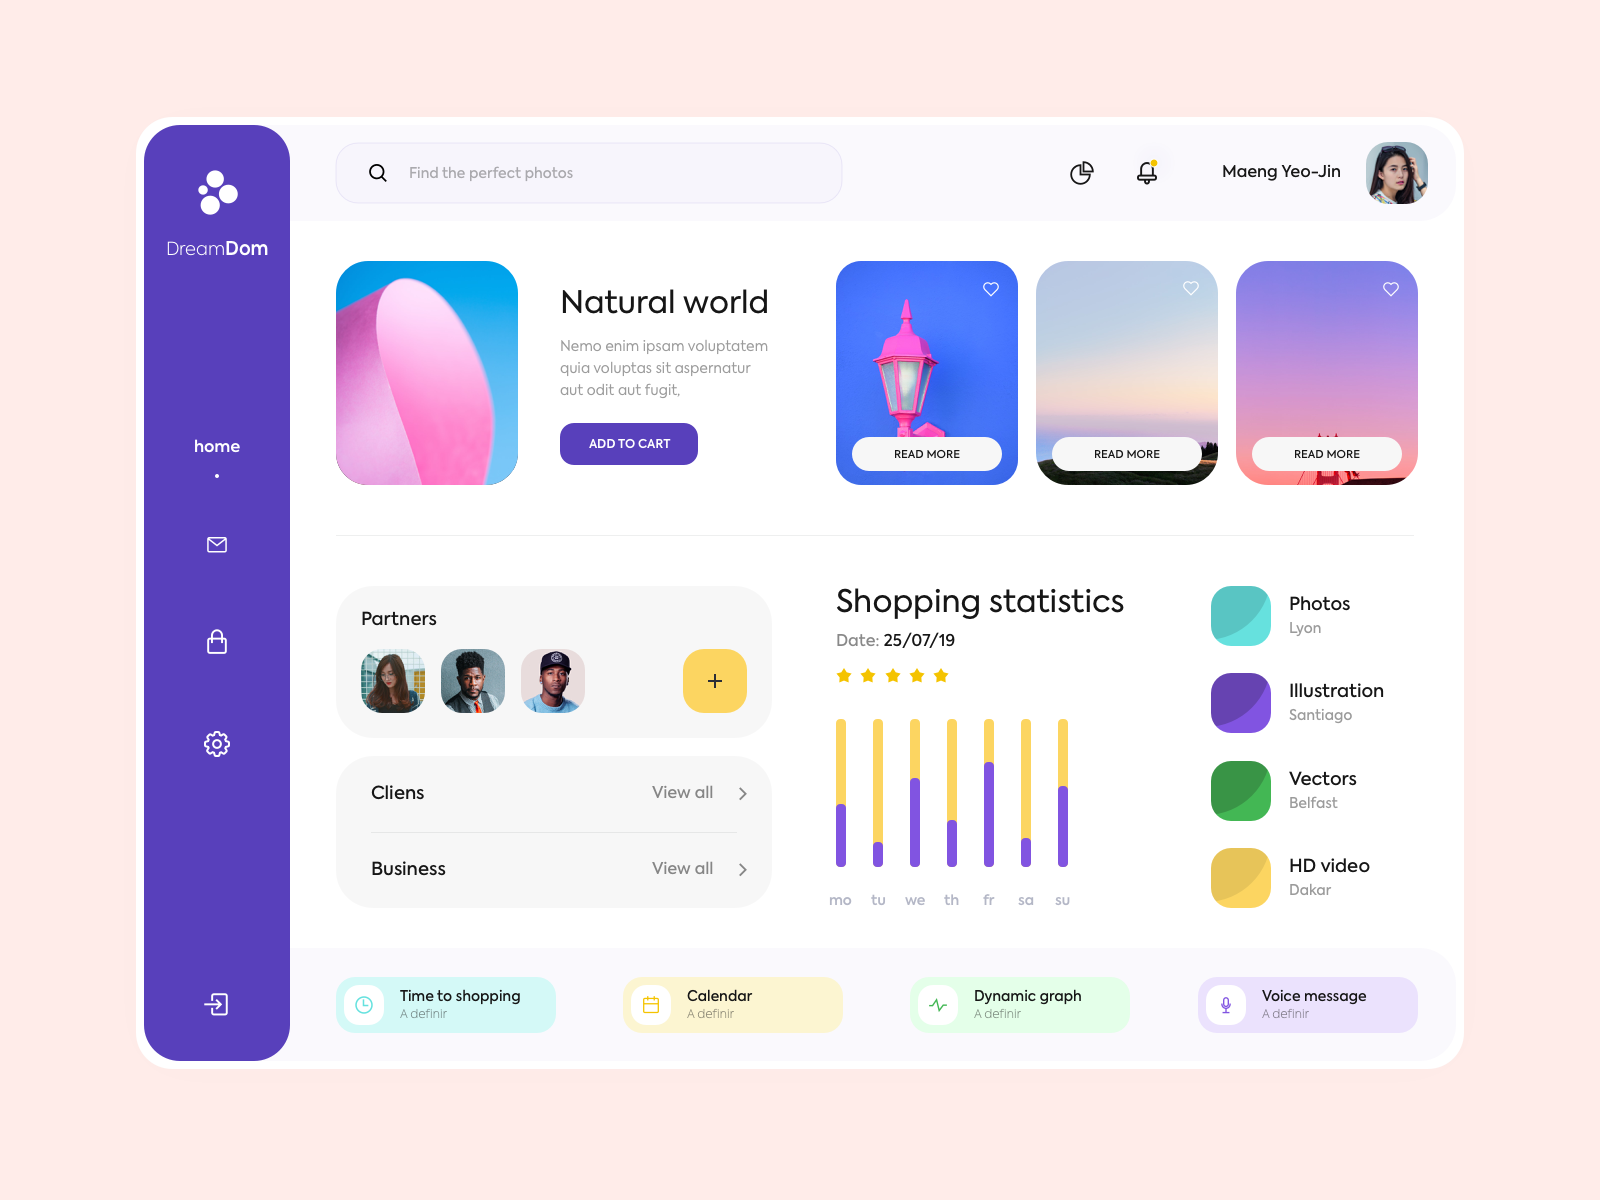 DreamDom
home
Find the perfect photos
Maeng Yeo-Jin
Natural world
Nemo enim ipsam voluptatem
quia voluptas sit aspernatur
aut odit aut fugit,
ADD TO CART
READ MORE
READ MORE
READ MORE
Partners
Cliens
View all
Business
View all
Shopping statistics
Date: 25/07/19
mo tu we th fr sa su
Photos
Lyon
Illustration
Santiago
Vectors
Belfast
HD video
Dakar
Time to shopping
A definir
Calendar
A definir
Dynamic graph
A definir
Voice message
A definir